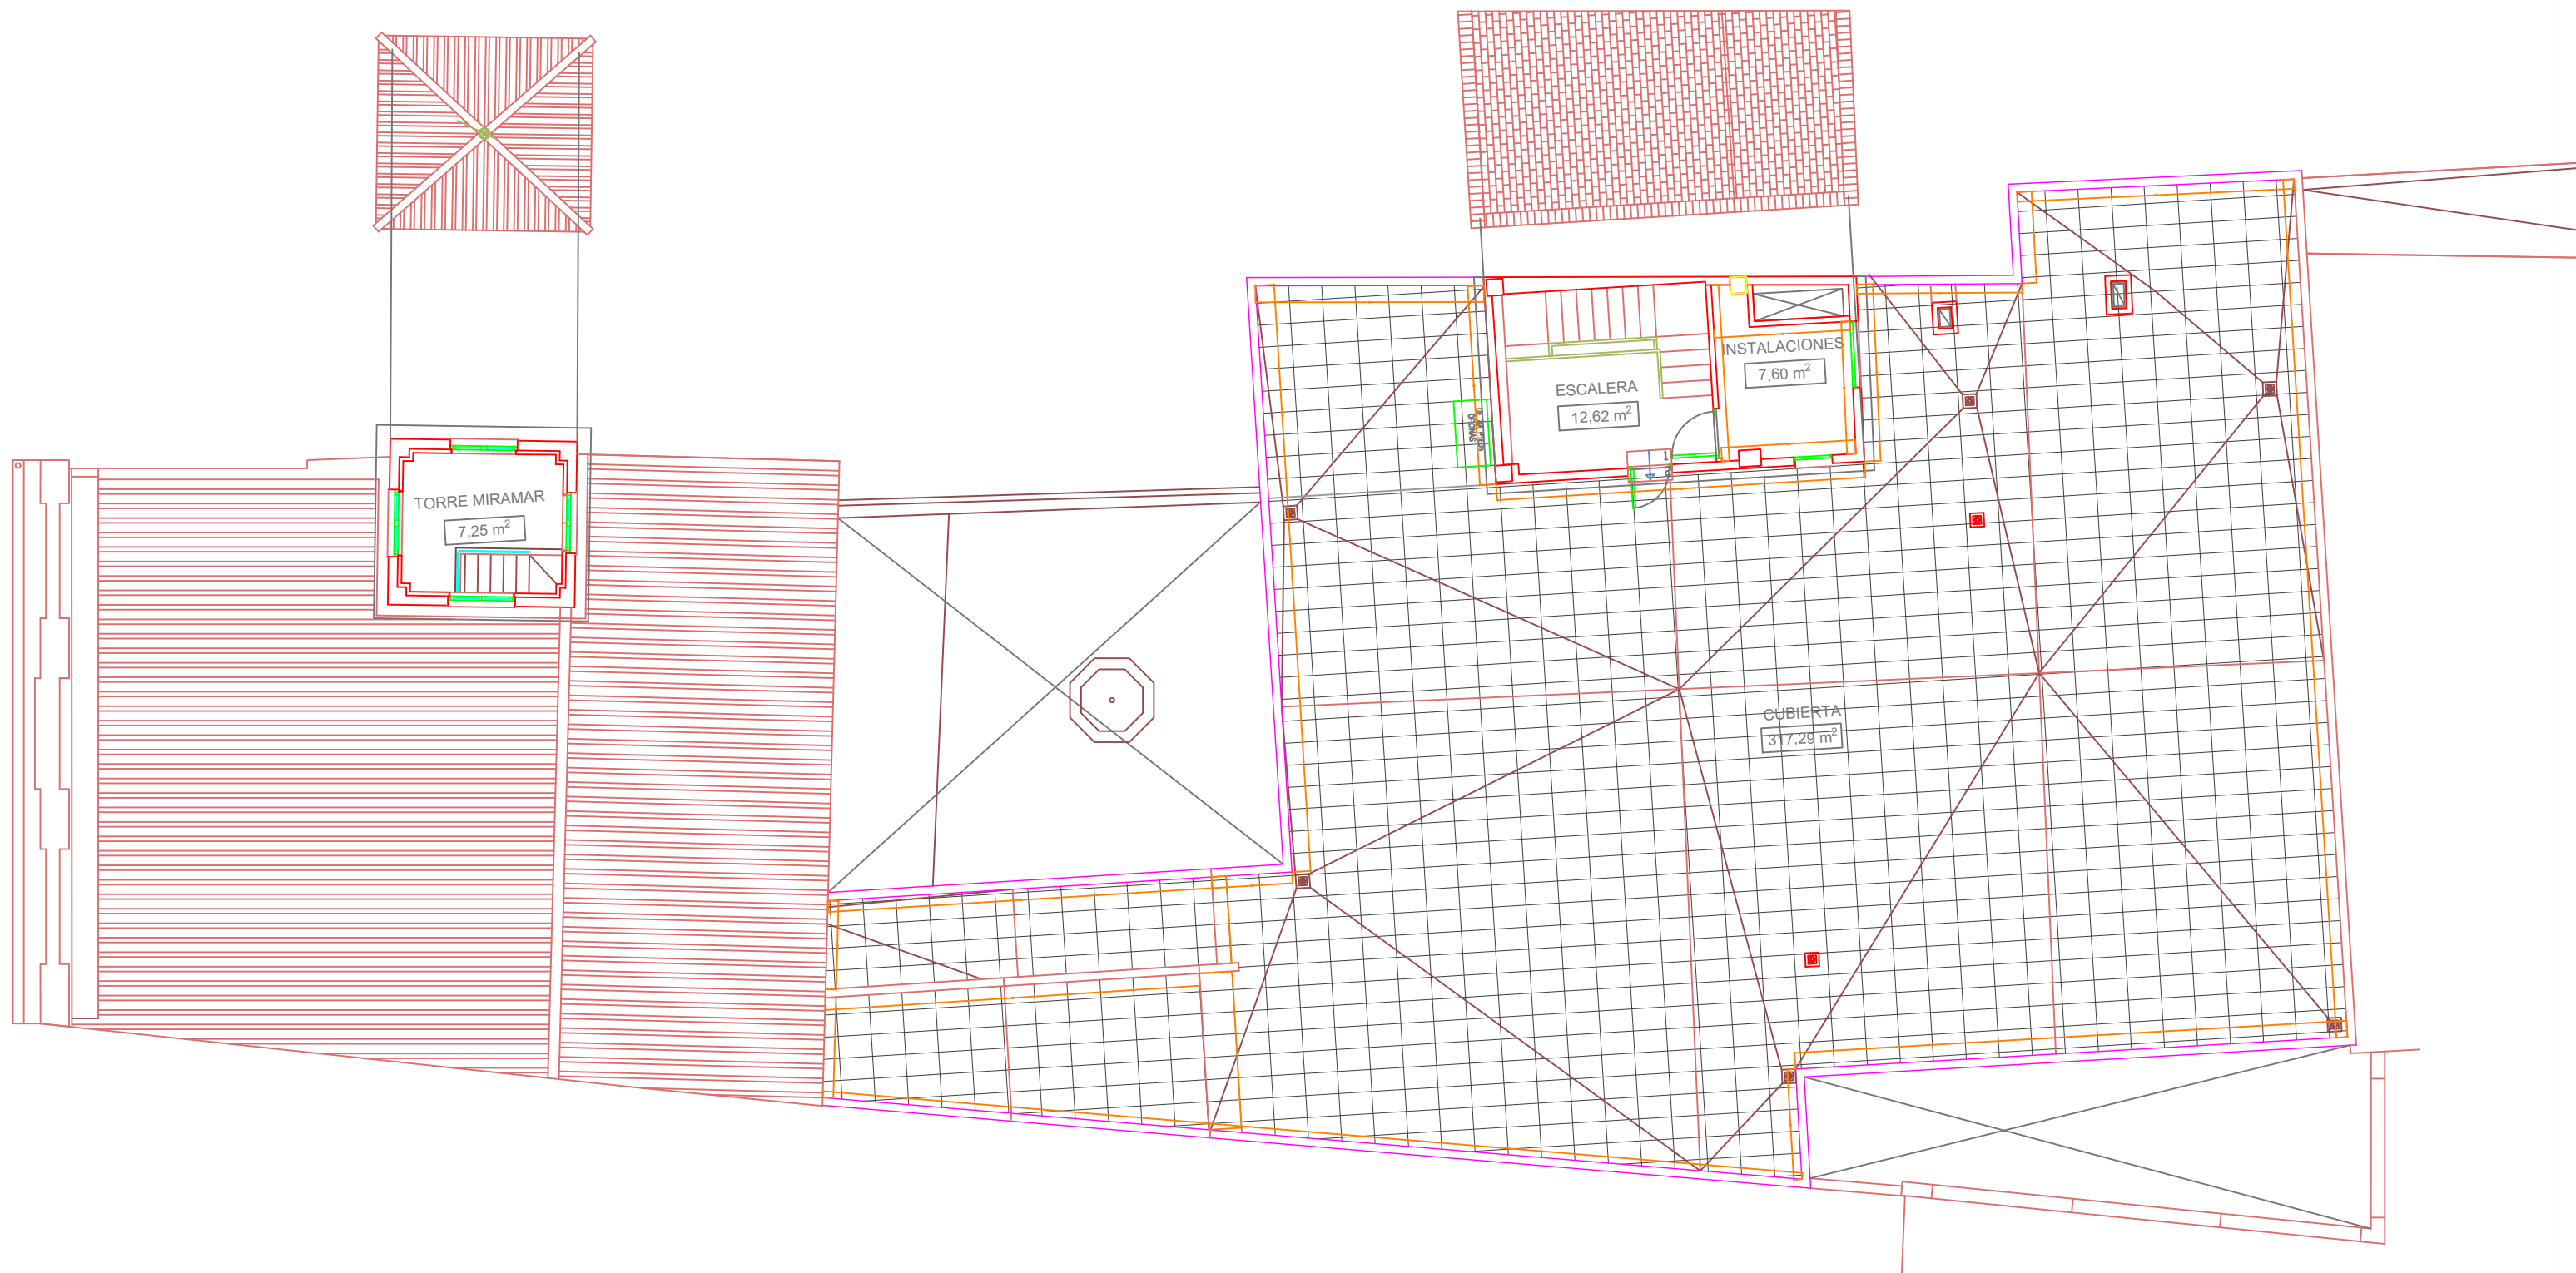 TORRE MIRAMAR
7,25 m²
ESCALERA
12,62 m²
INSTALACIONES
7,60 m²
1
CUBIERTA
317,29 m²